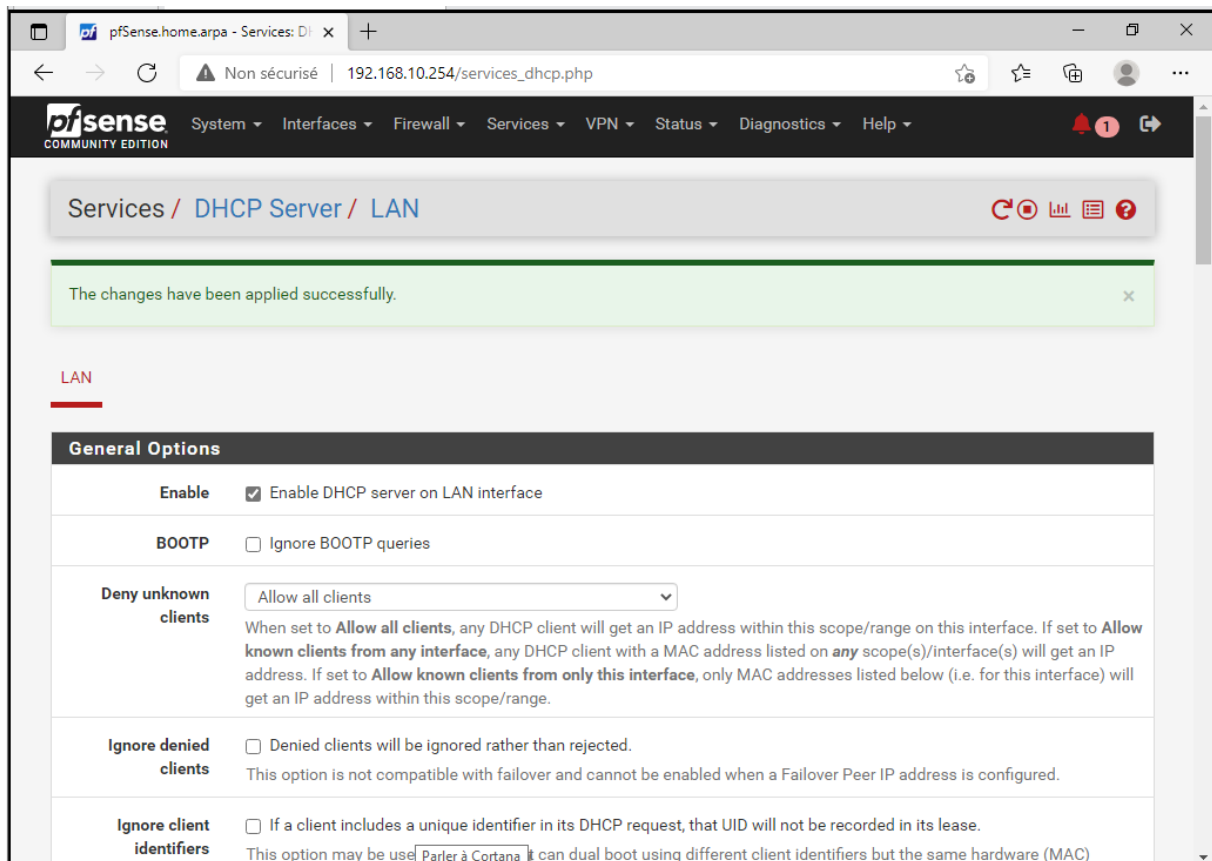 pfSense.home.arpa - Services: DH
Non sécurisé | 192.168.10.254/services_dhcp.php
pfsense
COMMUNITY EDITION
System Interfaces Firewall Services VPN Status Diagnostics Help 1
Services / DHCP Server / LAN
The changes have been applied successfully.
LAN
General Options
Enable Enable DHCP server on LAN interface
BOOTP Ignore BOOTP queries
Deny unknown clients Allow all clients
When set to Allow all clients, any DHCP client will get an IP address within this scope/range on this interface. If set to Allow
known clients from any interface, any DHCP client with a MAC address listed on any scope(s)/interface(s) will get an IP
address. If set to Allow known clients from only this interface, only MAC addresses listed below (i.e. for this interface) will
get an IP address within this scope/range.
Ignore denied clients Denied clients will be ignored rather than rejected.
This option is not compatible with failover and cannot be enabled when a Failover Peer IP address is configured.
Ignore client identifiers If a client includes a unique identifier in its DHCP request, that UID will not be recorded in its lease.
This option may be use Parler à Cortana t can dual boot using different client identifiers but the same hardware (MAC)